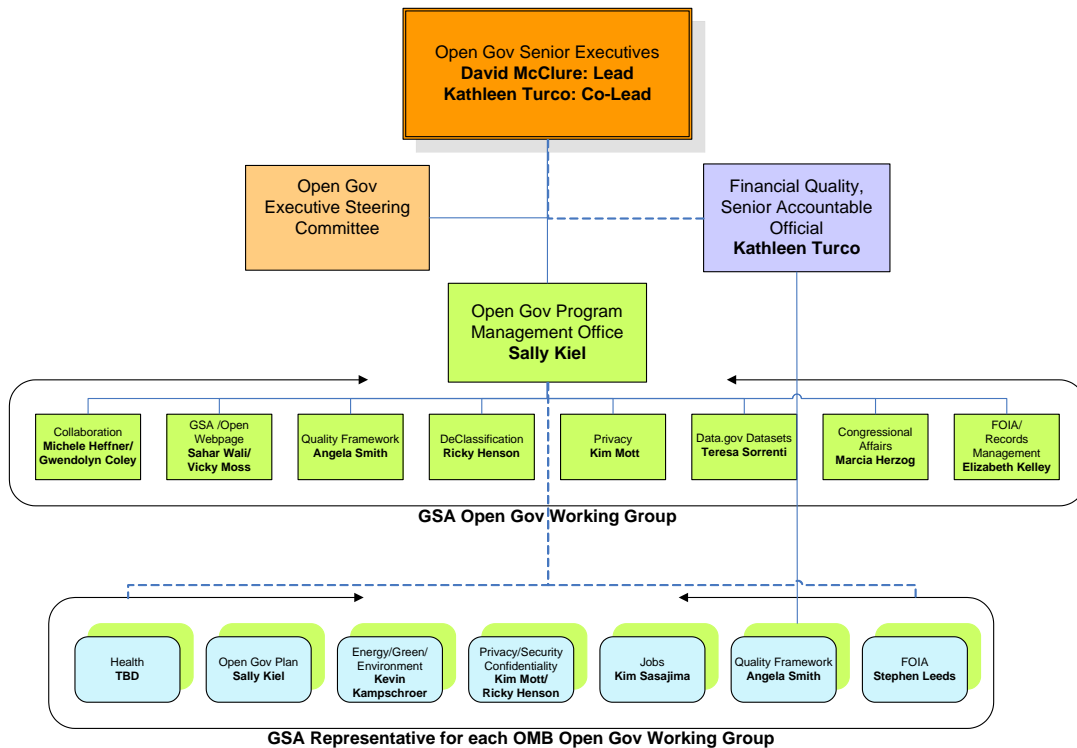 Open Gov Senior Executives
David McClure: Lead
Kathleen Turco: Co-Lead
Open Gov
Executive Steering
Committee
Financial Quality,
Senior Accountable
Official
Kathleen Turco
Open Gov Program
Management Office
Sally Kiel
Collaboration
Michele Heffner/
Gwendolyn Coley
GSA /Open
Webpage
Sahar Wali/
Vicky Moss
Quality Framework
Angela Smith
DeClassification
Ricky Henson
Privacy
Kim Mott
Data.gov Datasets
Teresa Sorrenti
Congressional
Affairs
Marcia Herzog
FOIA/
Records
Management
Elizabeth Kelley
GSA Open Gov Working Group
Health
TBD
Open Gov Plan
Sally Kiel
Energy/Green/
Environment
Kevin
Kampschroer
Privacy/Security
Confidentiality
Kim Mott/
Ricky Henson
Jobs
Kim Sasajima
Quality Framework
Angela Smith
FOIA
Stephen Leeds
GSA Representative for each OMB Open Gov Working Group